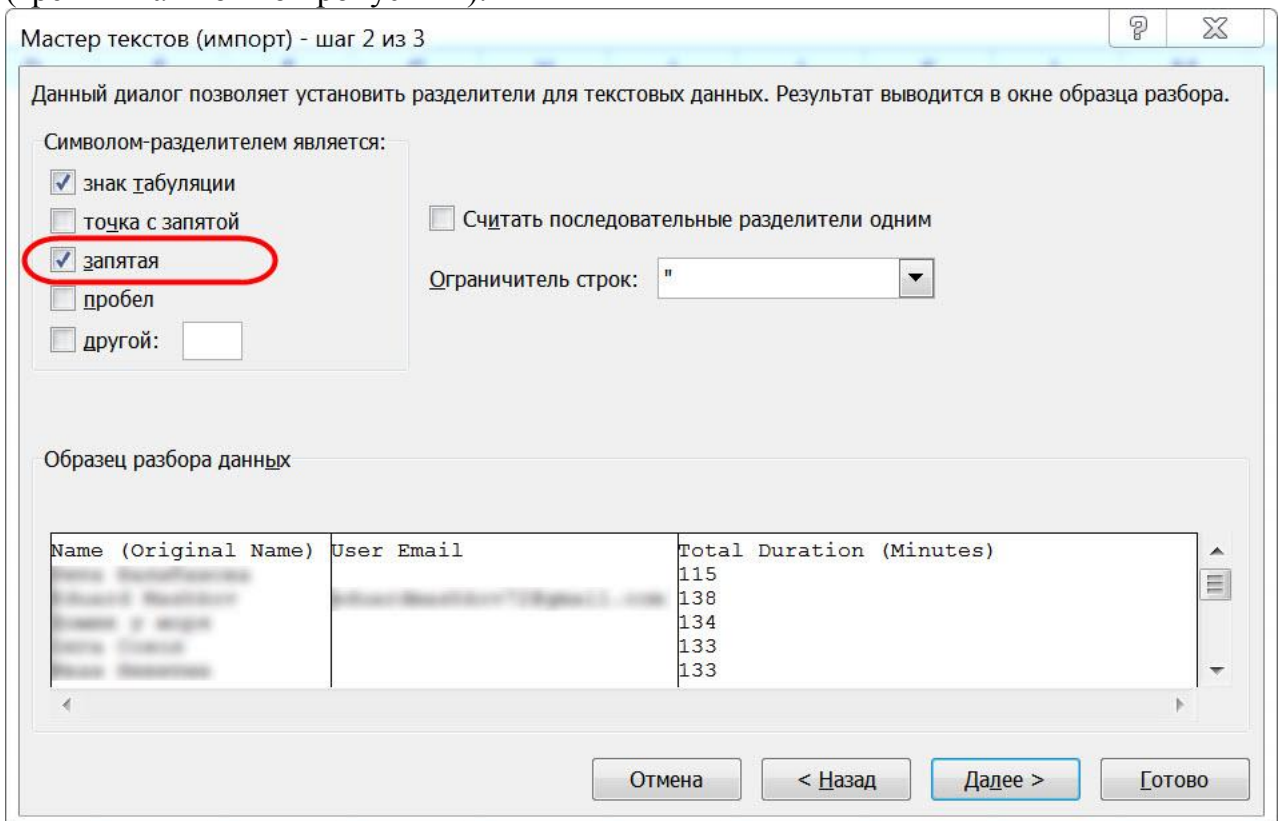 Мастер текстов (импорт) - шаг 2 из 3
Данный диалог позволяет установить разделители для текстовых данных. Результат выводится в окне образца разбора.
Символом-разделителем является:
знак табуляции
точка с запятой
запятая
пробел
другой:
Считать последовательные разделители одним
Ограничитель строк: "
Образец разбора данных
Name (Original Name) User Email Total Duration (Minutes)
115
138
134
133
133
Отмена < Назад Далее > Готово